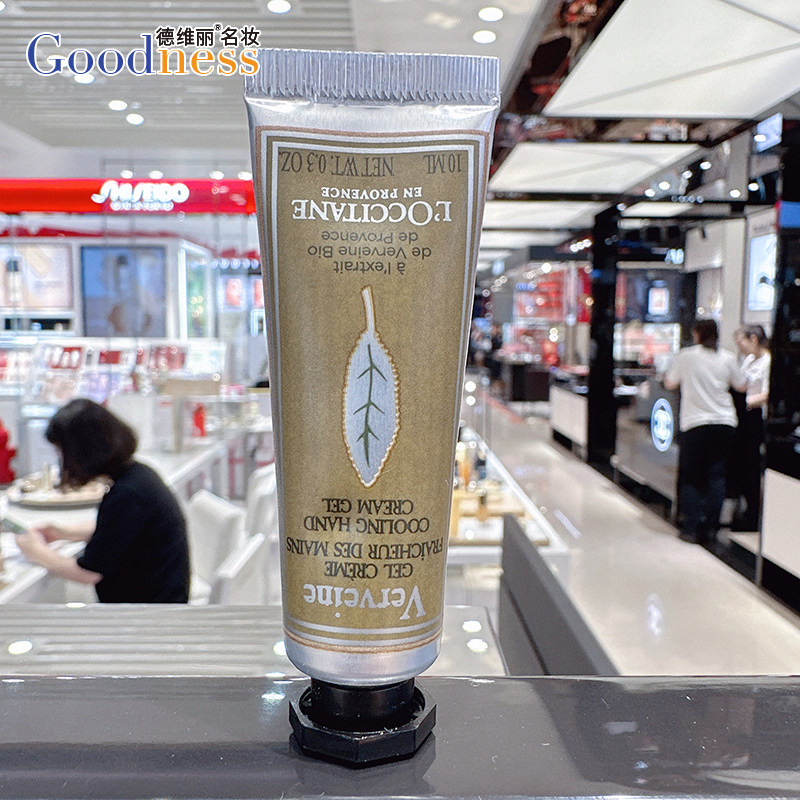 德维丽®名妆
Goodness
SHISEIDO
Verveine
GEL CRÈME
FRAÎCHEUR DES MAINS
COOLING HAND
CREAM GEL
à l'extrait
de Verveine Bio
de Provence
L'OCCITANE
EN PROVENCE
10 ML NET WT. 0.3 OZ